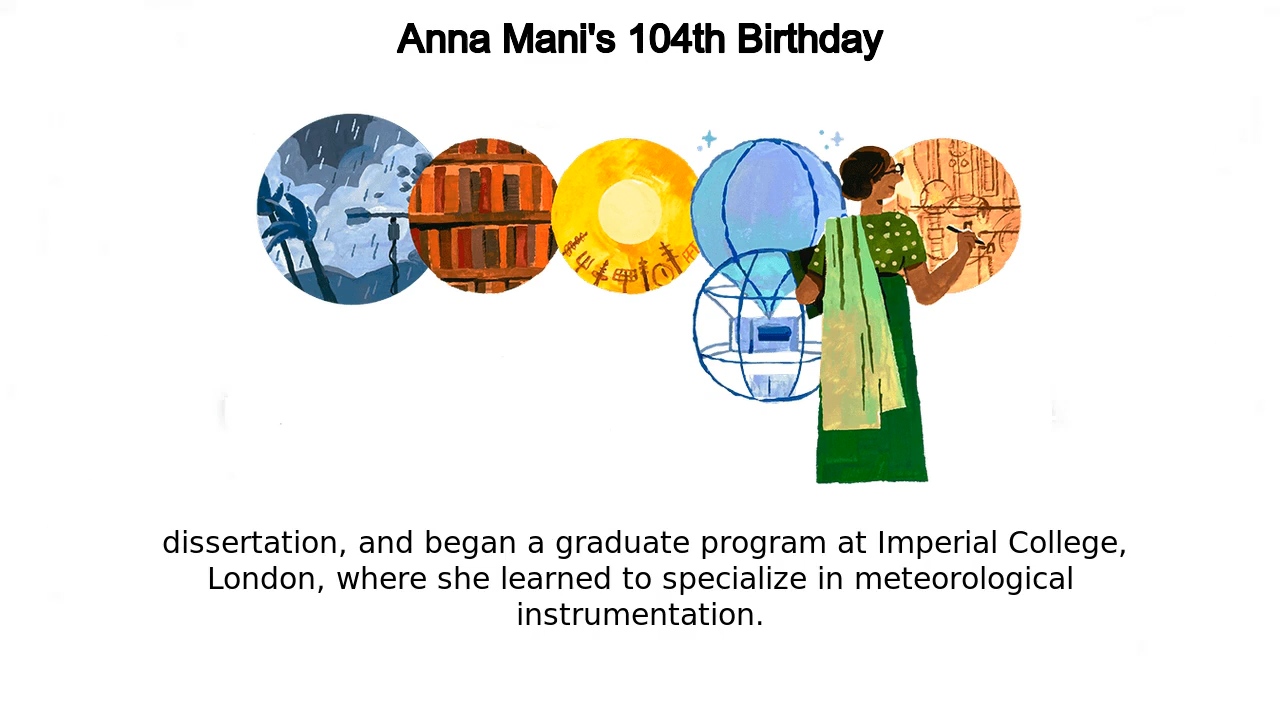 Anna Mani's 104th Birthday
dissertation, and began a graduate program at Imperial College,
London, where she learned to specialize in meteorological
instrumentation.